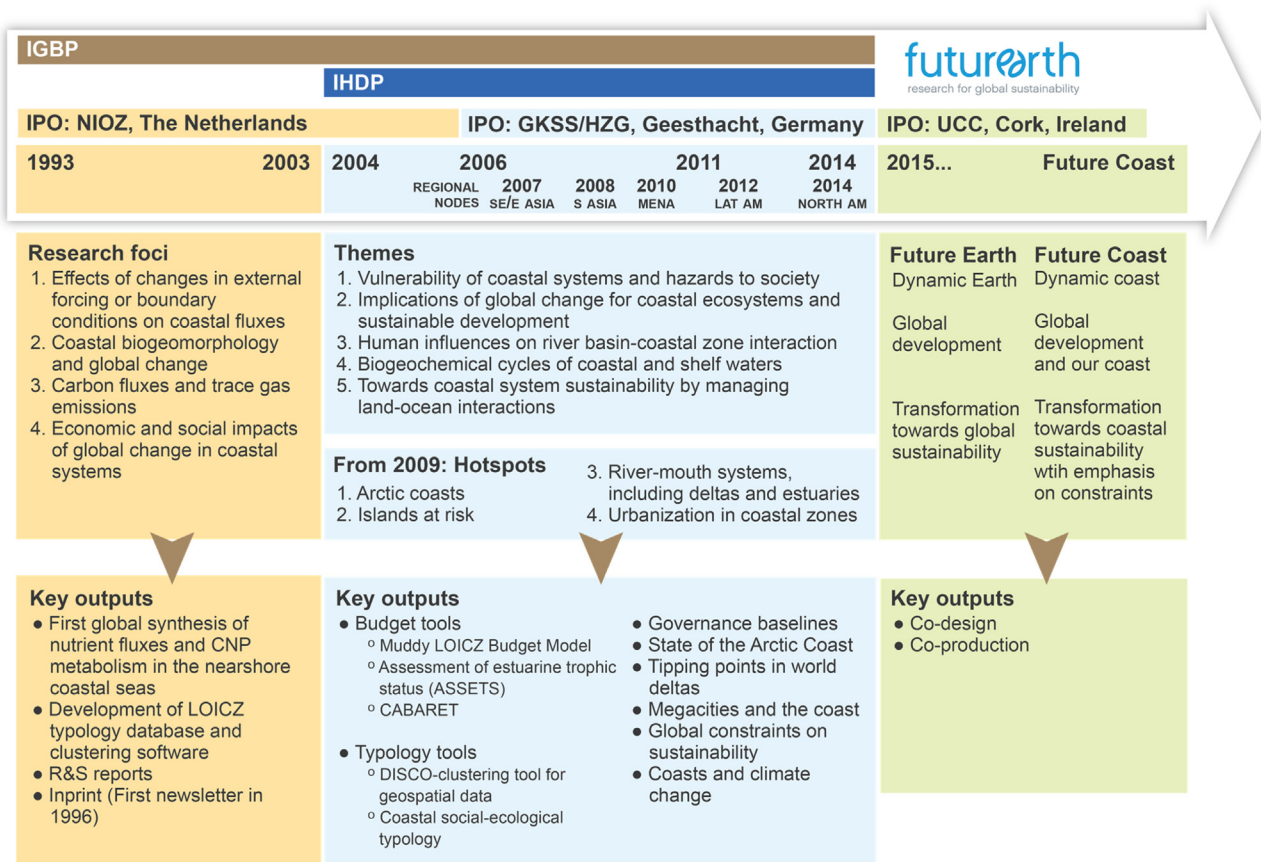 IGBP
IHDP
futurearth
research for global sustainability
IPO: NIOZ, The Netherlands
IPO: GKSS/HZG, Geesthacht, Germany
IPO: UCC, Cork, Ireland
1993
2003
2004
2006
2011
2014
2015...
Future Coast
REGIONAL
NODES
2007
SE/E ASIA
2008
S ASIA
2010
MENA
2012
LAT AM
2014
NORTH AM
Research foci
1. Effects of changes in external
forcing or boundary
conditions on coastal fluxes
2. Coastal biogeomorphology
and global change
3. Carbon fluxes and trace gas
emissions
4. Economic and social impacts
of global change in coastal
systems
Themes
1. Vulnerability of coastal systems and hazards to society
2. Implications of global change for coastal ecosystems and
sustainable development
3. Human influences on river basin-coastal zone interaction
4. Biogeochemical cycles of coastal and shelf waters
5. Towards coastal system sustainability by managing
land-ocean interactions
From 2009: Hotspots
1. Arctic coasts
2. Islands at risk
3. River-mouth systems,
including deltas and estuaries
4. Urbanization in coastal zones
Future Earth
Dynamic Earth
Global
development
Transformation
towards global
sustainability
Future Coast
Dynamic coast
Global
development
and our coast
Transformation
towards coastal
sustainability
wtih emphasis
on constraints
Key outputs
● First global synthesis of
nutrient fluxes and CNP
metabolism in the nearshore
coastal seas
● Development of LOICZ
typology database and
clustering software
● R&S reports
● Inprint (First newsletter in
1996)
Key outputs
● Budget tools
o Muddy LOICZ Budget Model
o Assessment of estuarine trophic
status (ASSETS)
o CABARET
● Typology tools
o DISCO-clustering tool for
geospatial data
o Coastal social-ecological
typology
● Governance baselines
● State of the Arctic Coast
● Tipping points in world
deltas
● Megacities and the coast
● Global constraints on
sustainability
● Coasts and climate
change
Key outputs
● Co-design
● Co-production